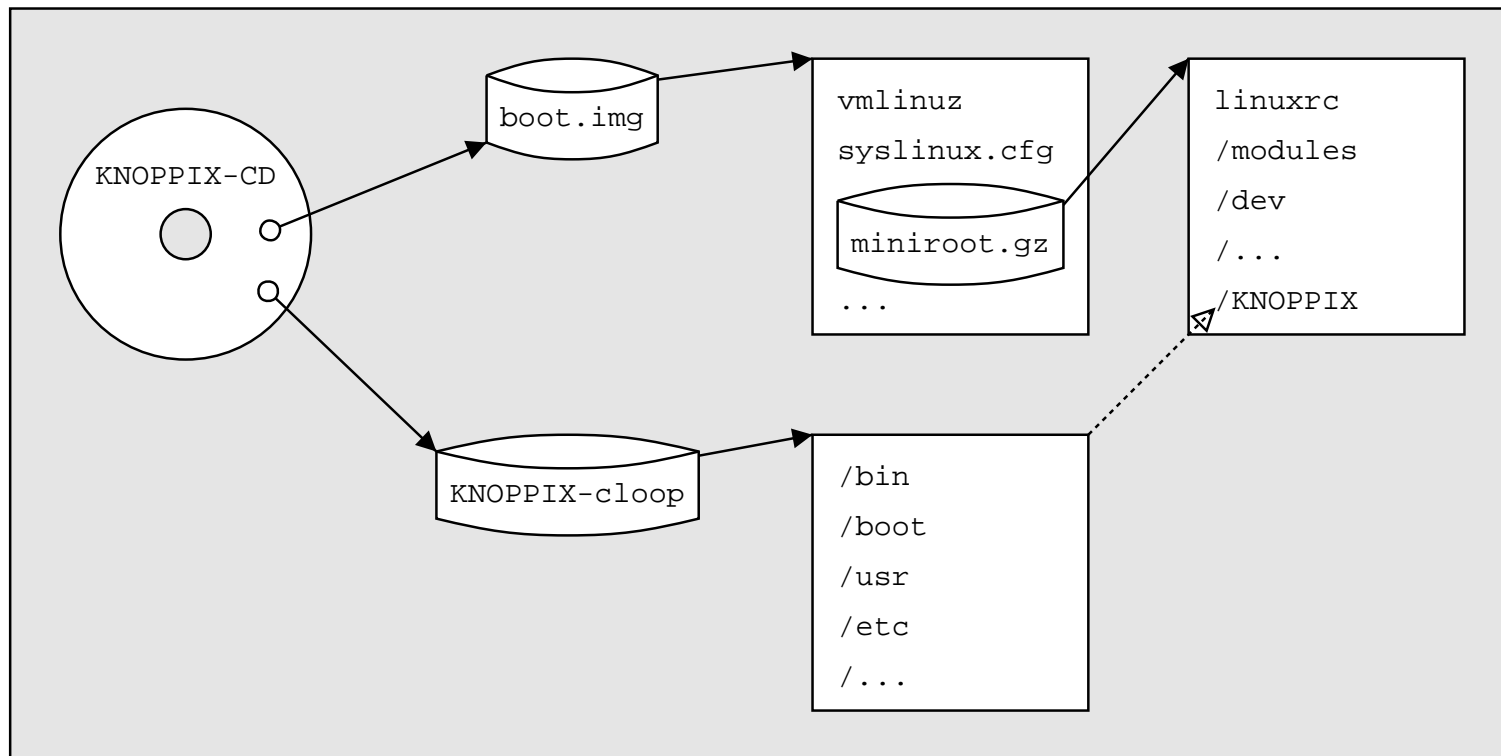 KNOPPIX-CD
boot.img
vmlinuz
syslinux.cfg
miniroot.gz
...
linuxrc
/modules
/dev
/...
/KNOPPIX
KNOPPIX-cloop
/bin
/boot
/usr
/etc
/...